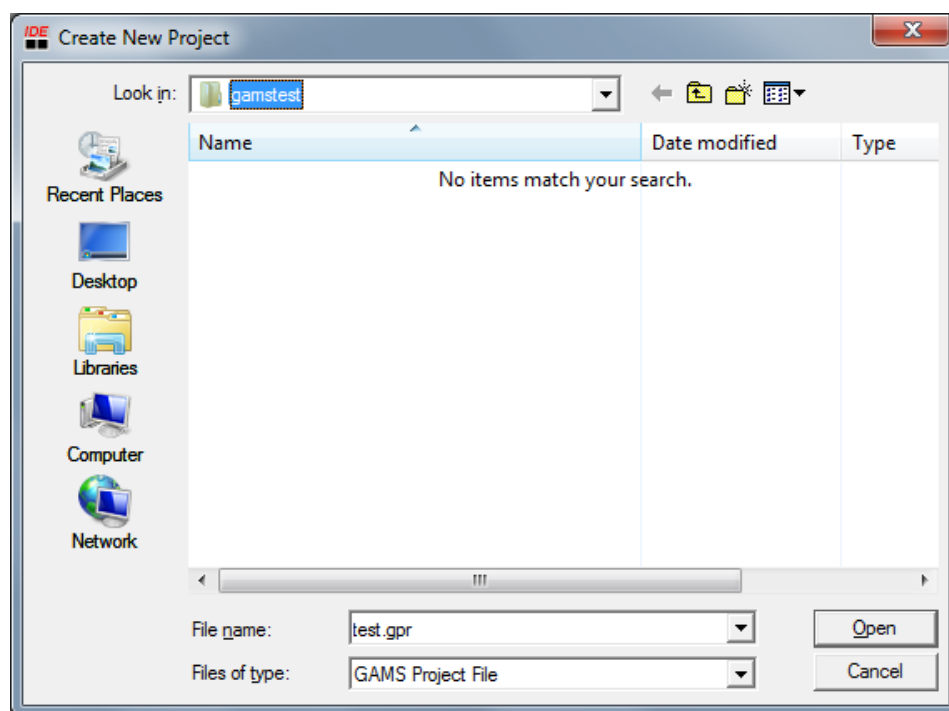 IDE Create New Project
Look in: gamstest
Name Date modified Type
No items match your search.
Recent Places
Desktop
Libraries
Computer
Network
File name: test.gpr Open
Files of type: GAMS Project File Cancel